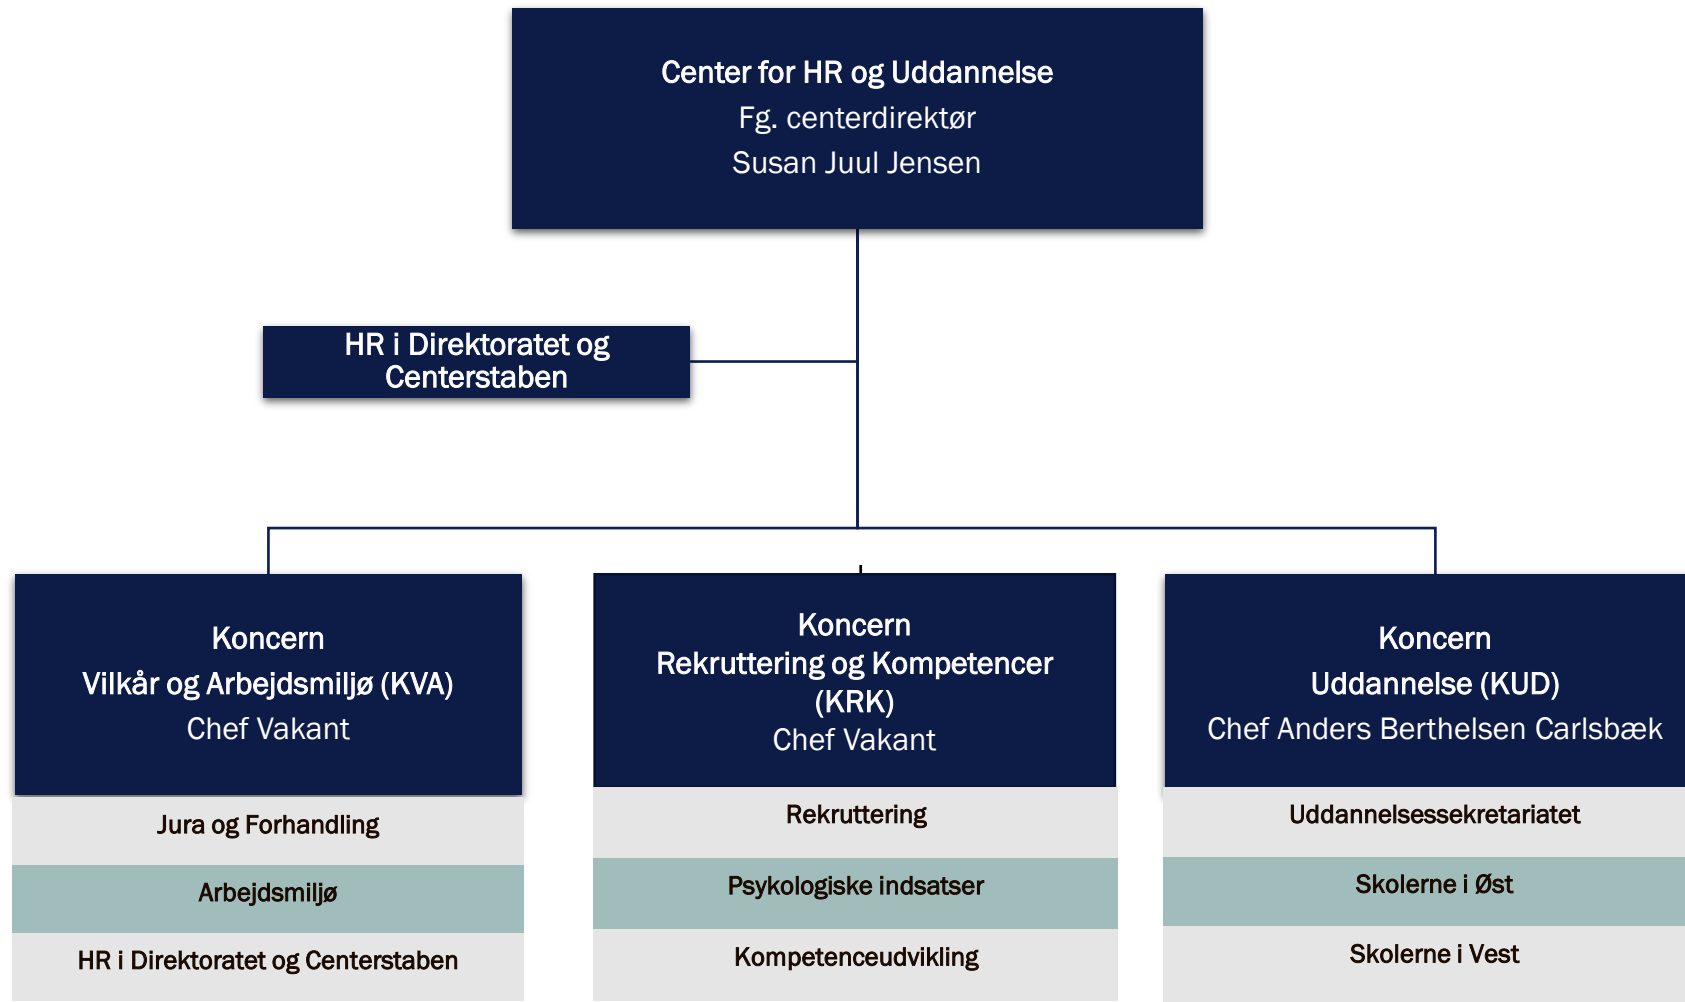 Center for HR og Uddannelse
Fg. centerdirektør
Susan Juul Jensen
HR i Direktoratet og
Centerstaben
Koncern
Vilkår og Arbejdsmiljø (KVA)
Chef Vakant
Jura og Forhandling
Arbejdsmiljø
HR i Direktoratet og Centerstaben
Koncern
Rekruttering og Kompetencer
(KRK)
Chef Vakant
Rekruttering
Psykologiske indsatser
Kompetenceudvikling
Koncern
Uddannelse (KUD)
Chef Anders Berthelsen Carlsbæk
Uddannelsessekretariatet
Skolerne i Øst
Skolerne i Vest